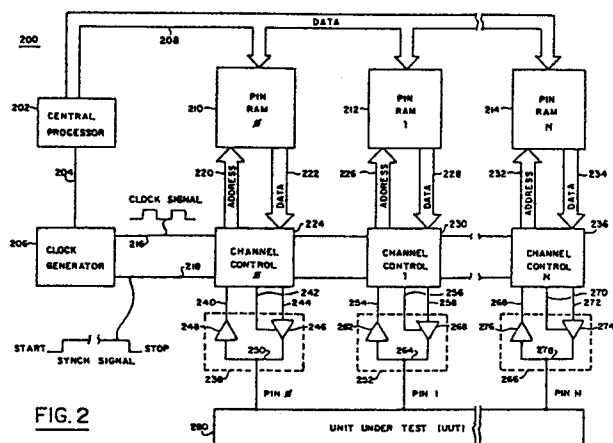 DATA
200
208
202
CENTRAL
PROCESSOR
210
PIN
RAM
Ø
212
PIN
RAM
1
214
PIN
RAM
N
204
220
ADDRESS
DATA
222
226
ADDRESS
DATA
228
232
ADDRESS
DATA
234
CLOCK SIGNAL
224
230
236
206
CLOCK
GENERATOR
216
218
CHANNEL
CONTROL
Ø
CHANNEL
CONTROL
1
CHANNEL
CONTROL
N
240
242
244
254
256
258
268
270
272
248
246
262
268
276
274
START
STOP
SYNCH SIGNAL
250
264
278
238
252
266
PIN Ø
PIN 1
PIN N
FIG. 2
280
UNIT UNDER TEST (UUT)